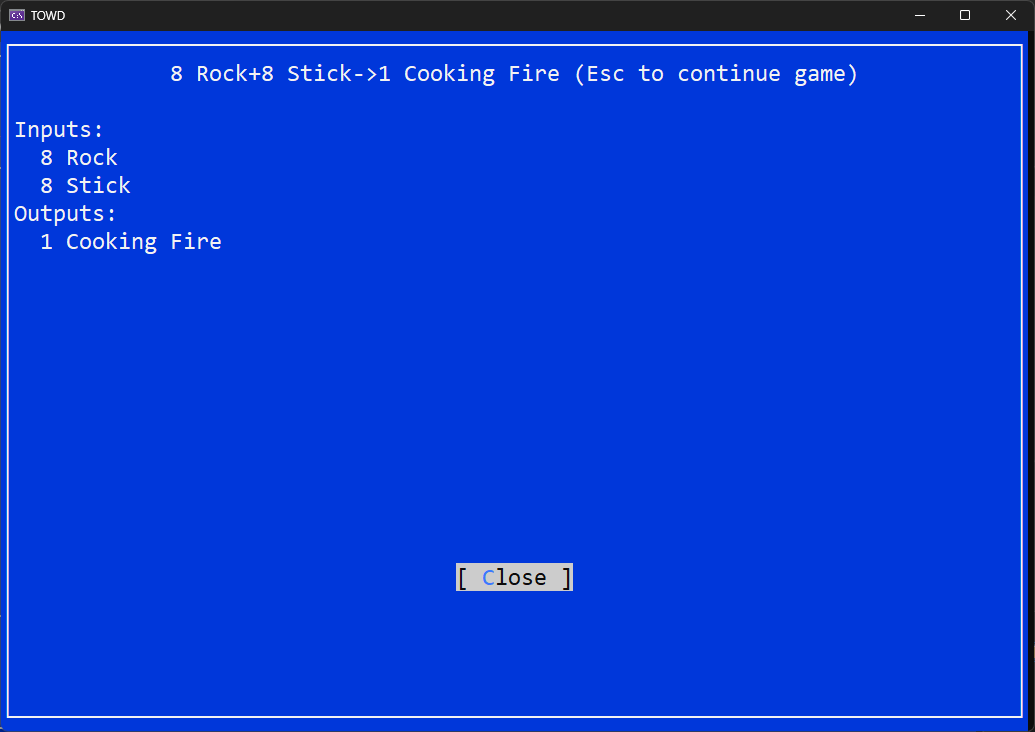 TOWD
8 Rock+8 Stick->1 Cooking Fire (Esc to continue game)
Inputs:
8 Rock
8 Stick
Outputs:
1 Cooking Fire
[ Close ]